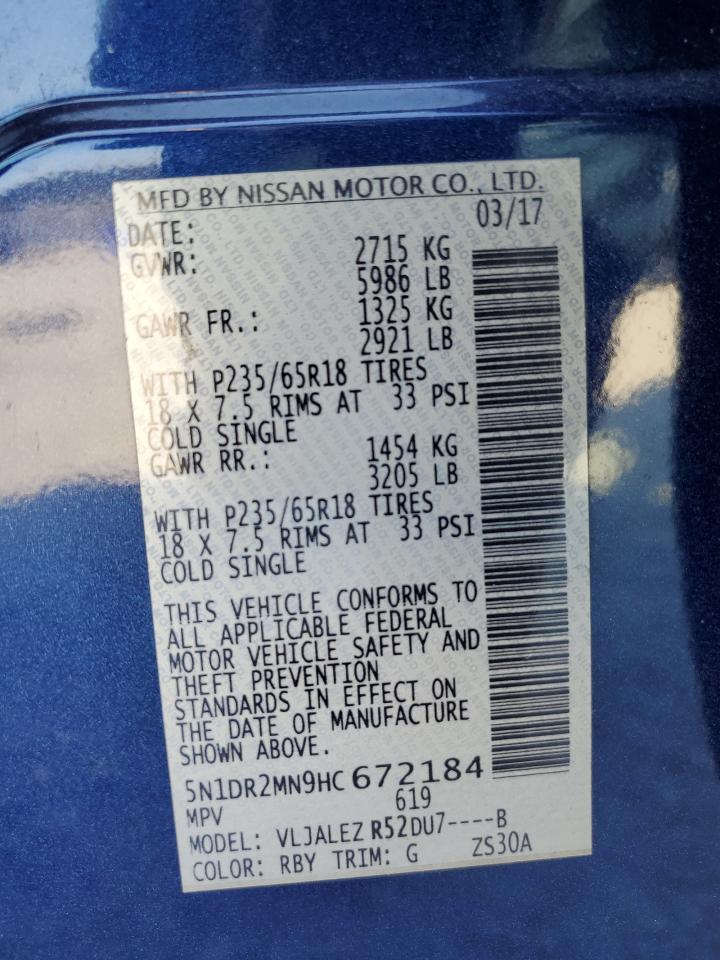 MFD BY NISSAN MOTOR CO., LTD.
DATE: 03/17
GVWR: 2715 KG
5986 LB
GAWR FR.: 1325 KG
2921 LB
WITH P235/65R18 TIRES
18 X 7.5 RIMS AT 33 PSI
COLD SINGLE
GAWR RR.: 1454 KG
3205 LB
WITH P235/65R18 TIRES
18 X 7.5 RIMS AT 33 PSI
COLD SINGLE
THIS VEHICLE CONFORMS TO
ALL APPLICABLE FEDERAL
MOTOR VEHICLE SAFETY AND
THEFT PREVENTION
STANDARDS IN EFFECT ON
THE DATE OF MANUFACTURE
SHOWN ABOVE.
5N1DR2MN9HC672184
MPV 619
MODEL: VLJALEZ R52DU7----B
COLOR: RBY TRIM: G ZS30A